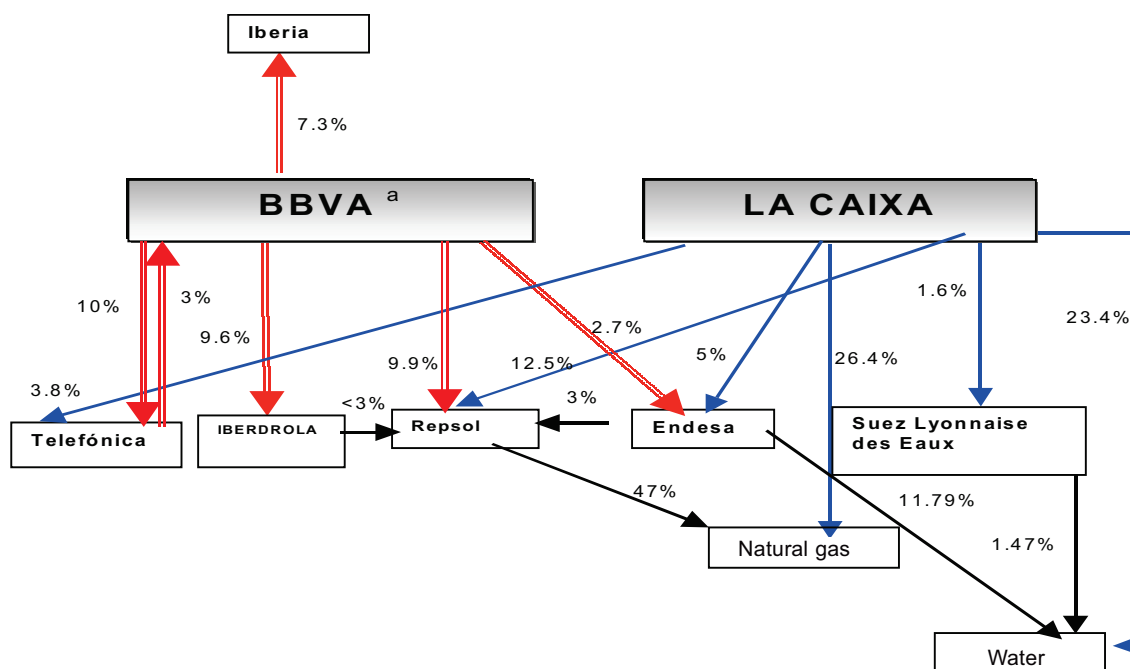 Iberia
7.3%
BBVA a
LA CAIXA
10%
3%
9.6%
2.7%
1.6%
23.4%
3.8%
9.9%
12.5%
5%
26.4%
<3%
3%
Telefónica
IBERDROLA
Repsol
Endesa
Suez Lyonnaise
des Eaux
47%
11.79%
1.47%
Natural gas
Water